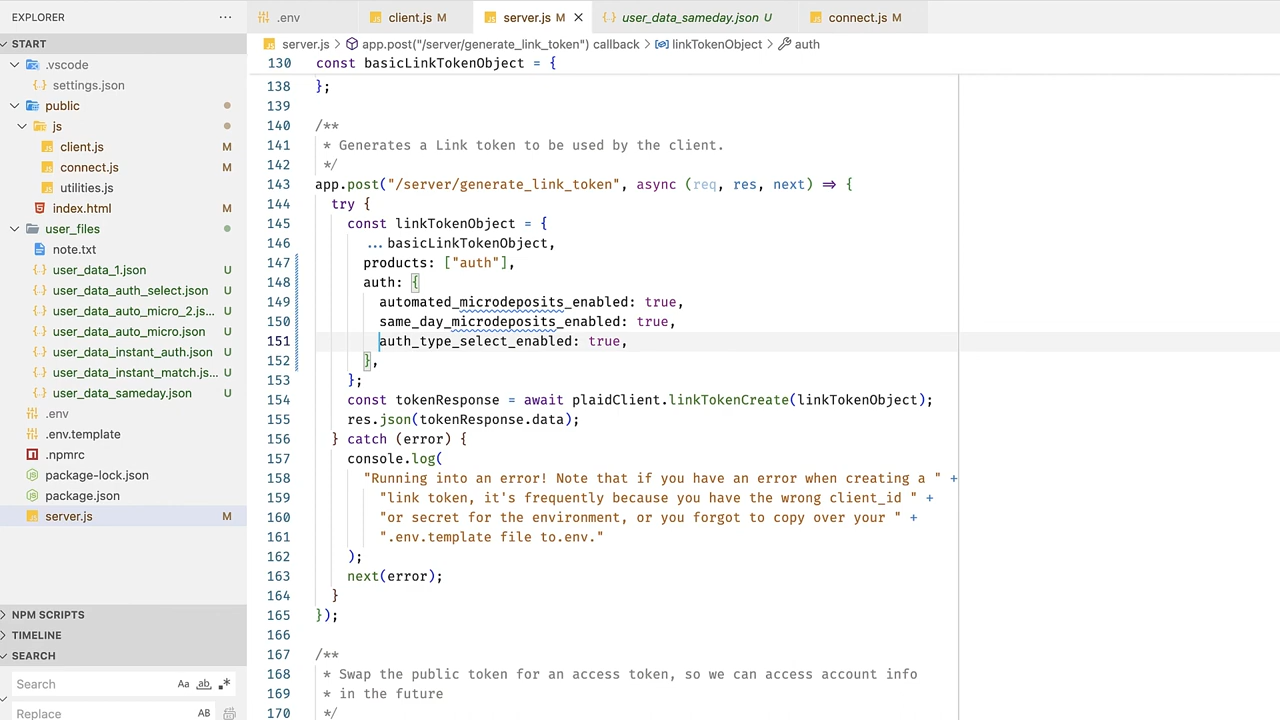 EXPLORER ···
START
.vscode
{..} settings.json
public
js
client.js M
connect.js M
utilities.js
index.html M
user_files
note.txt
{..} user_data_1.json U
{..} user_data_auth_select.json U
{..} user_data_auto_micro_2.js... U
{..} user_data_auto_micro.json U
{..} user_data_instant_auth.json U
{..} user_data_instant_match.js... U
{..} user_data_sameday.json U
.env
.env.template
.npmrc
package-lock.json
package.json
server.js M
NPM SCRIPTS
TIMELINE
SEARCH
Search Aa ab .*
Replace AB
.env
client.js M
server.js M ×
{..} user_data_sameday.json U
connect.js M
server.js > app.post("/server/generate_link_token") callback > linkTokenObject > auth
130 const basicLinkTokenObject = {
138 };
139
140 /**
141 * Generates a Link token to be used by the client.
142 */
143 app.post("/server/generate_link_token", async (req, res, next) => {
144 try {
145 const linkTokenObject = {
146 ...basicLinkTokenObject,
147 products: ["auth"],
148 auth: {
149 automated_microdeposits_enabled: true,
150 same_day_microdeposits_enabled: true,
151 auth_type_select_enabled: true,
152 },
153 };
154 const tokenResponse = await plaidClient.linkTokenCreate(linkTokenObject);
155 res.json(tokenResponse.data);
156 } catch (error) {
157 console.log(
158 "Running into an error! Note that if you have an error when creating a " +
159 "link token, it's frequently because you have the wrong client_id " +
160 "or secret for the environment, or you forgot to copy over your " +
161 ".env.template file to.env."
162 );
163 next(error);
164 }
165 });
166
167 /**
168 * Swap the public token for an access token, so we can access account info
169 * in the future
170 */